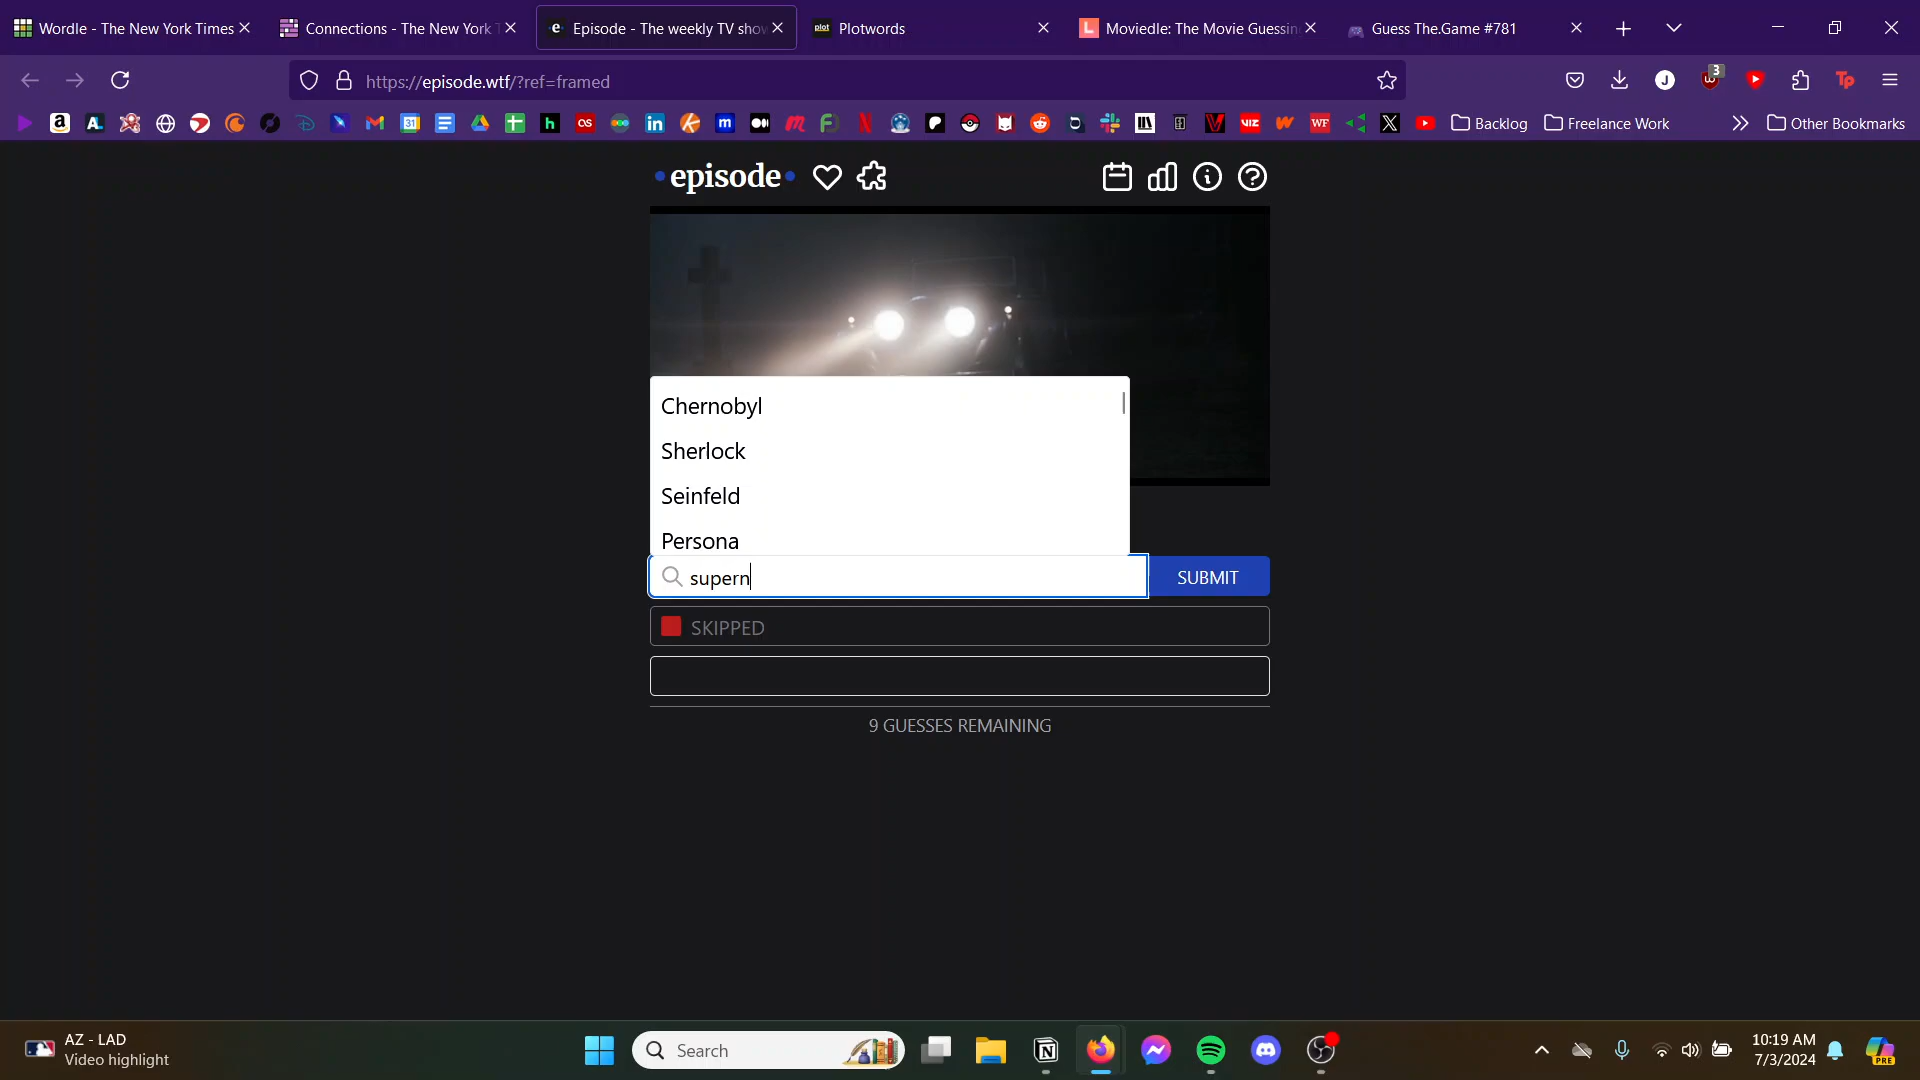 Wordle - The New York Times
Connections - The New York T
Episode - The weekly TV show
Plotwords
Moviedle: The Movie Guessin
Guess The.Game #781
https://episode.wtf/?ref=framed
3
Backlog
Freelance Work
Other Bookmarks
episode
Chernobyl
Sherlock
Seinfeld
Persona
supern
SUBMIT
SKIPPED
9 GUESSES REMAINING
AZ - LAD
Video highlight
Search
10:19 AM
7/3/2024